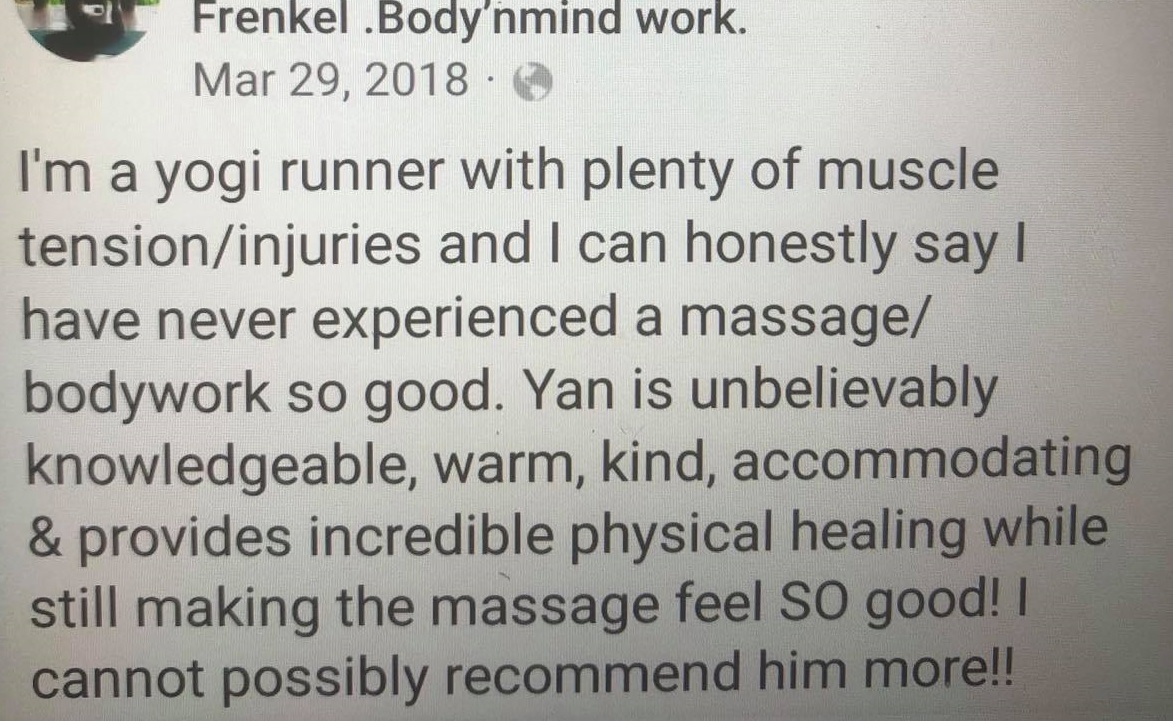 Frenkel .Body'nmind work.
Mar 29, 2018 ·
I'm a yogi runner with plenty of muscle
tension/injuries and I can honestly say I
have never experienced a massage/
bodywork so good. Yan is unbelievably
knowledgeable, warm, kind, accommodating
& provides incredible physical healing while
still making the massage feel SO good! I
cannot possibly recommend him more!!